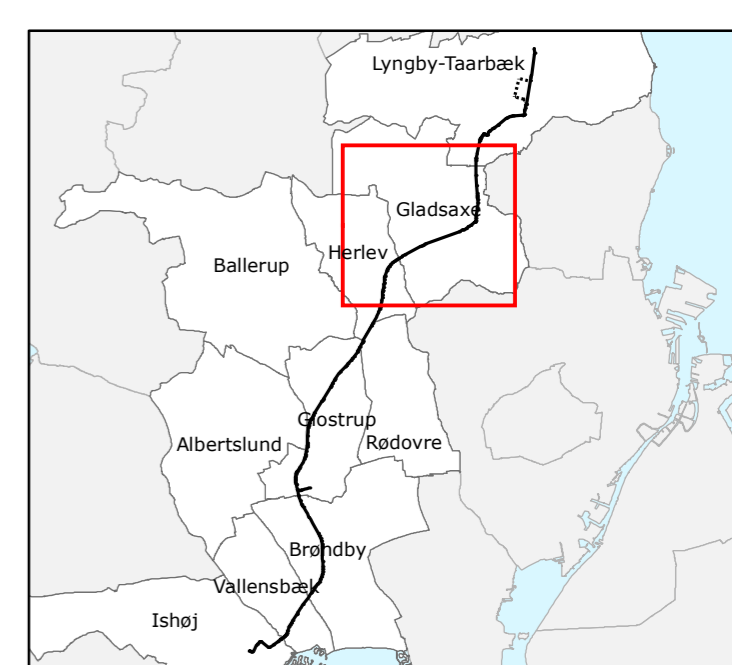 Lyngby-Taarbæk
Gladsaxe
Herlev
Ballerup
Glostrup
Albertslund
Rødovre
Brøndby
Vallensbæk
Ishøj